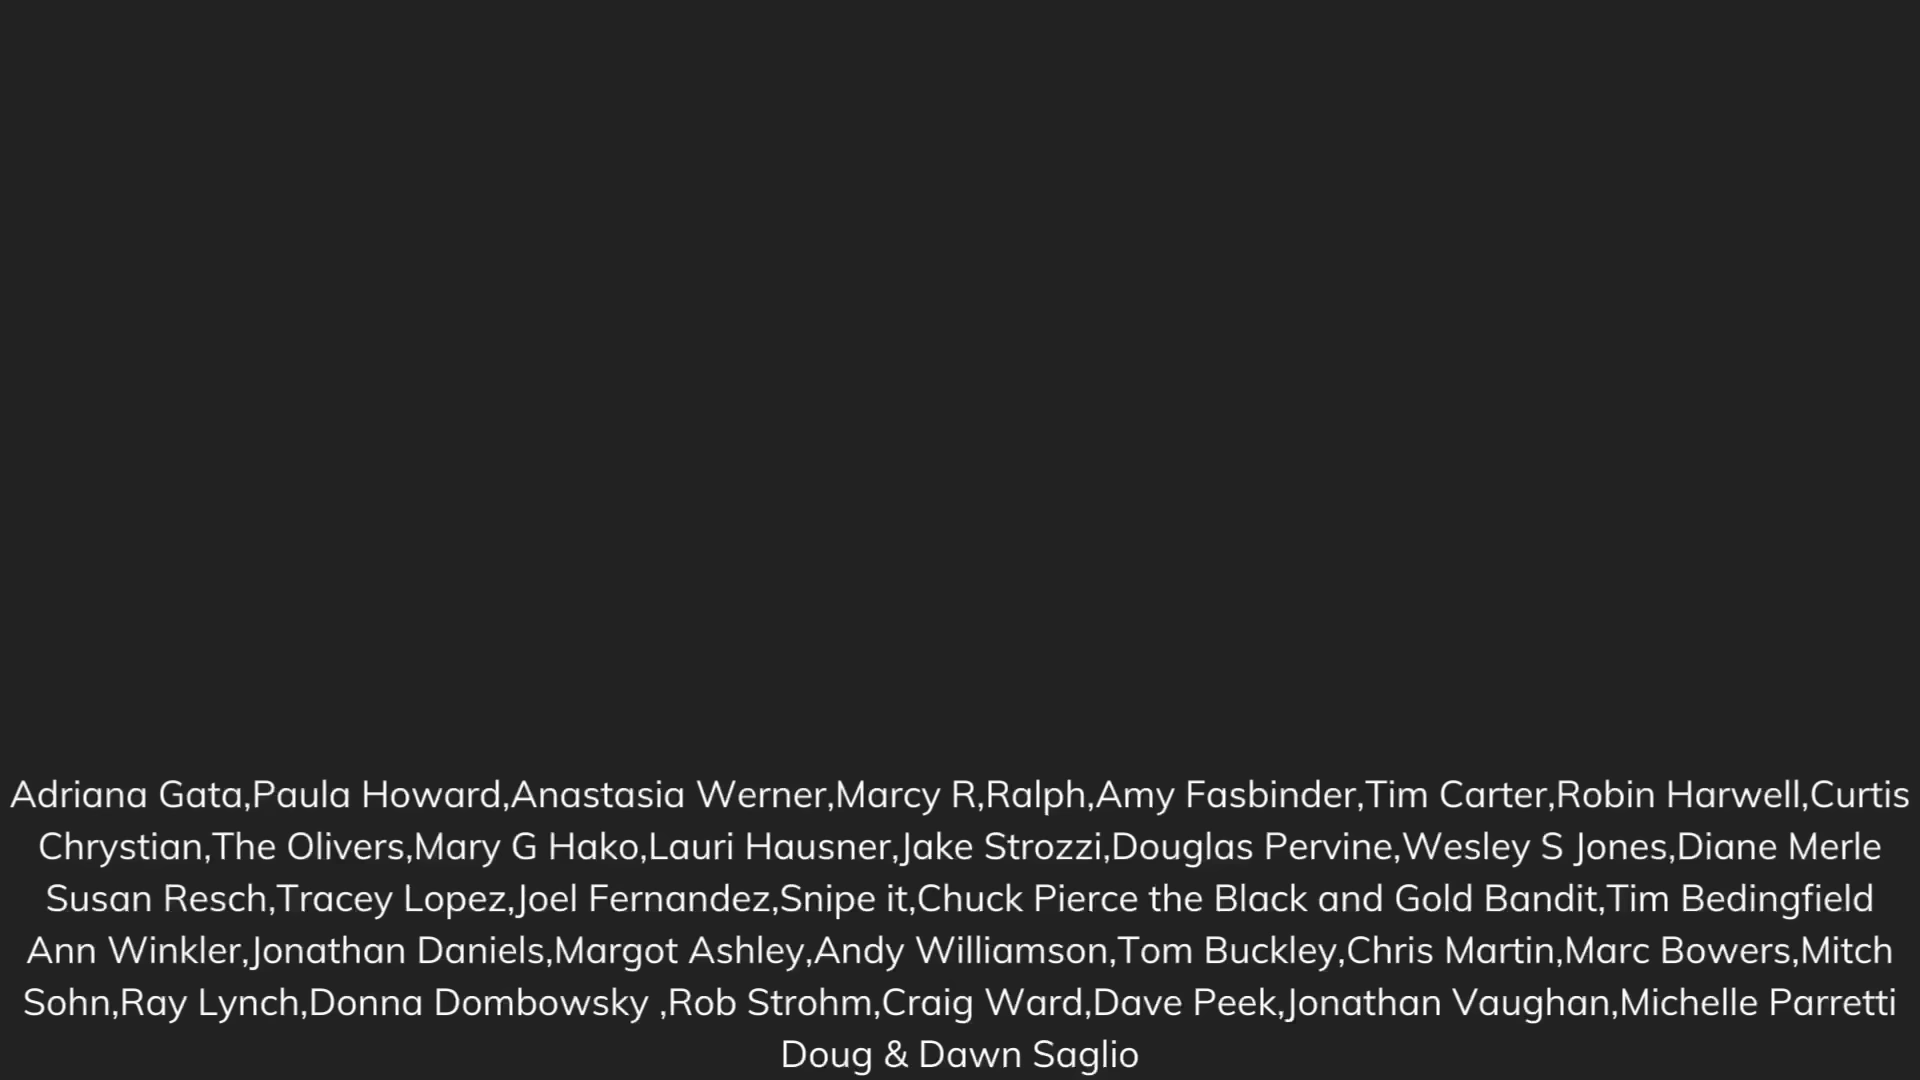 Adriana Gata,Paula Howard,Anastasia Werner,Marcy R,Ralph,Amy Fasbinder,Tim Carter,Robin Harwell,Curtis
Chrystian,The Olivers,Mary G Hako,Lauri Hausner,Jake Strozzi,Douglas Pervine,Wesley S Jones,Diane Merle
Susan Resch,Tracey Lopez,Joel Fernandez,Snipe it,Chuck Pierce the Black and Gold Bandit,Tim Bedingfield
Ann Winkler,Jonathan Daniels,Margot Ashley,Andy Williamson,Tom Buckley,Chris Martin,Marc Bowers,Mitch
Sohn,Ray Lynch,Donna Dombowsky ,Rob Strohm,Craig Ward,Dave Peek,Jonathan Vaughan,Michelle Parretti
Doug & Dawn Saglio